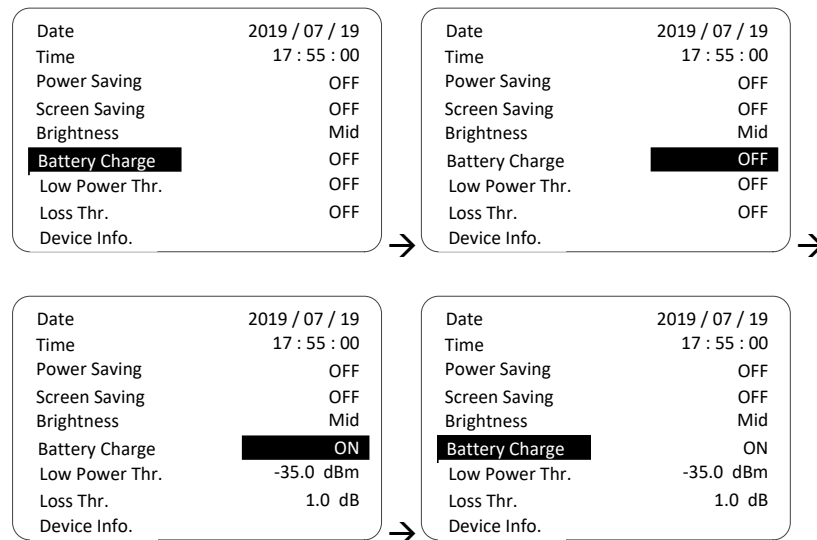 Date 2019 / 07 / 19
Time 17 : 55 : 00
Power Saving OFF
Screen Saving OFF
Brightness Mid
Battery Charge OFF
Low Power Thr. OFF
Loss Thr. OFF
Device Info.
→
Date 2019 / 07 / 19
Time 17 : 55 : 00
Power Saving OFF
Screen Saving OFF
Brightness Mid
Battery Charge OFF
Low Power Thr. OFF
Loss Thr. OFF
Device Info.
→
Date 2019 / 07 / 19
Time 17 : 55 : 00
Power Saving OFF
Screen Saving OFF
Brightness Mid
Battery Charge ON
Low Power Thr. -35.0 dBm
Loss Thr. 1.0 dB
Device Info.
→
Date 2019 / 07 / 19
Time 17 : 55 : 00
Power Saving OFF
Screen Saving OFF
Brightness Mid
Battery Charge ON
Low Power Thr. -35.0 dBm
Loss Thr. 1.0 dB
Device Info.